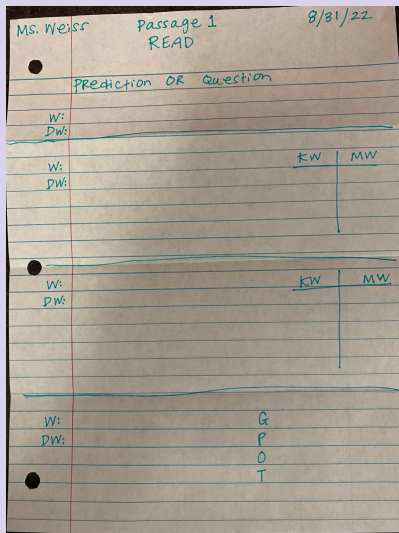 Ms. Weiss Passage 1 8/31/22
READ
Prediction OR Question
W:
DW:
W: KW MW
DW:
W: KW MW
DW:
W: G
DW: P
O
T